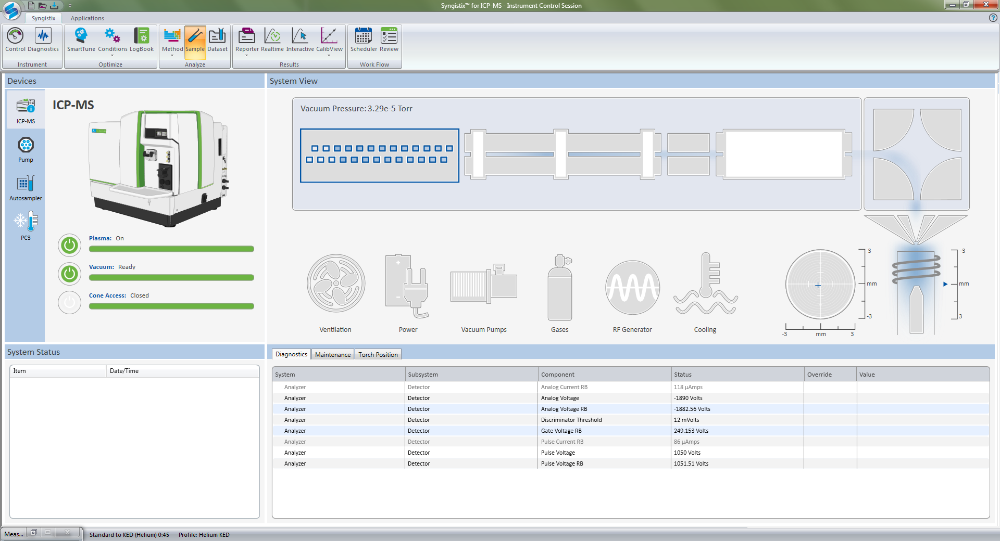 Syngistix™ for ICP-MS - Instrument Control Session
Syngistix Applications
Control Diagnostics SmartTune Conditions LogBook Method Sample Dataset Reporter Realtime Interactive CalibView Scheduler Review
Instrument Optimize Analyze Results Work Flow
Devices
System View
ICP-MS
Pump
Autosampler
PC3
ICP-MS
Plasma: On
Vacuum: Ready
Cone Access: Closed
Vacuum Pressure: 3.29e-5 Torr
Ventilation Power Vacuum Pumps Gases RF Generator Cooling
3
mm
-3
-3 mm 3
-3
mm
3
System Status
Item Date/Time
Diagnostics Maintenance Torch Position
System Subsystem Component Status Override Value
Analyzer Detector Analog Current RB 118 µAmps
Analyzer Detector Analog Voltage -1890 Volts
Analyzer Detector Analog Voltage RB -1882.56 Volts
Analyzer Detector Discriminator Threshold 12 mVolts
Analyzer Detector Gate Voltage RB 249.153 Volts
Analyzer Detector Pulse Current RB 86 µAmps
Analyzer Detector Pulse Voltage 1050 Volts
Analyzer Detector Pulse Voltage RB 1051.51 Volts
Meas... Standard to KED (Helium) 0:45 Profile: Helium KED